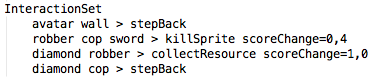 InteractionSet
    avatar wall > stepBack
    robber cop sword > killSprite scoreChange=0,4
    diamond robber > collectResource scoreChange=1,0
    diamond cop > stepBack